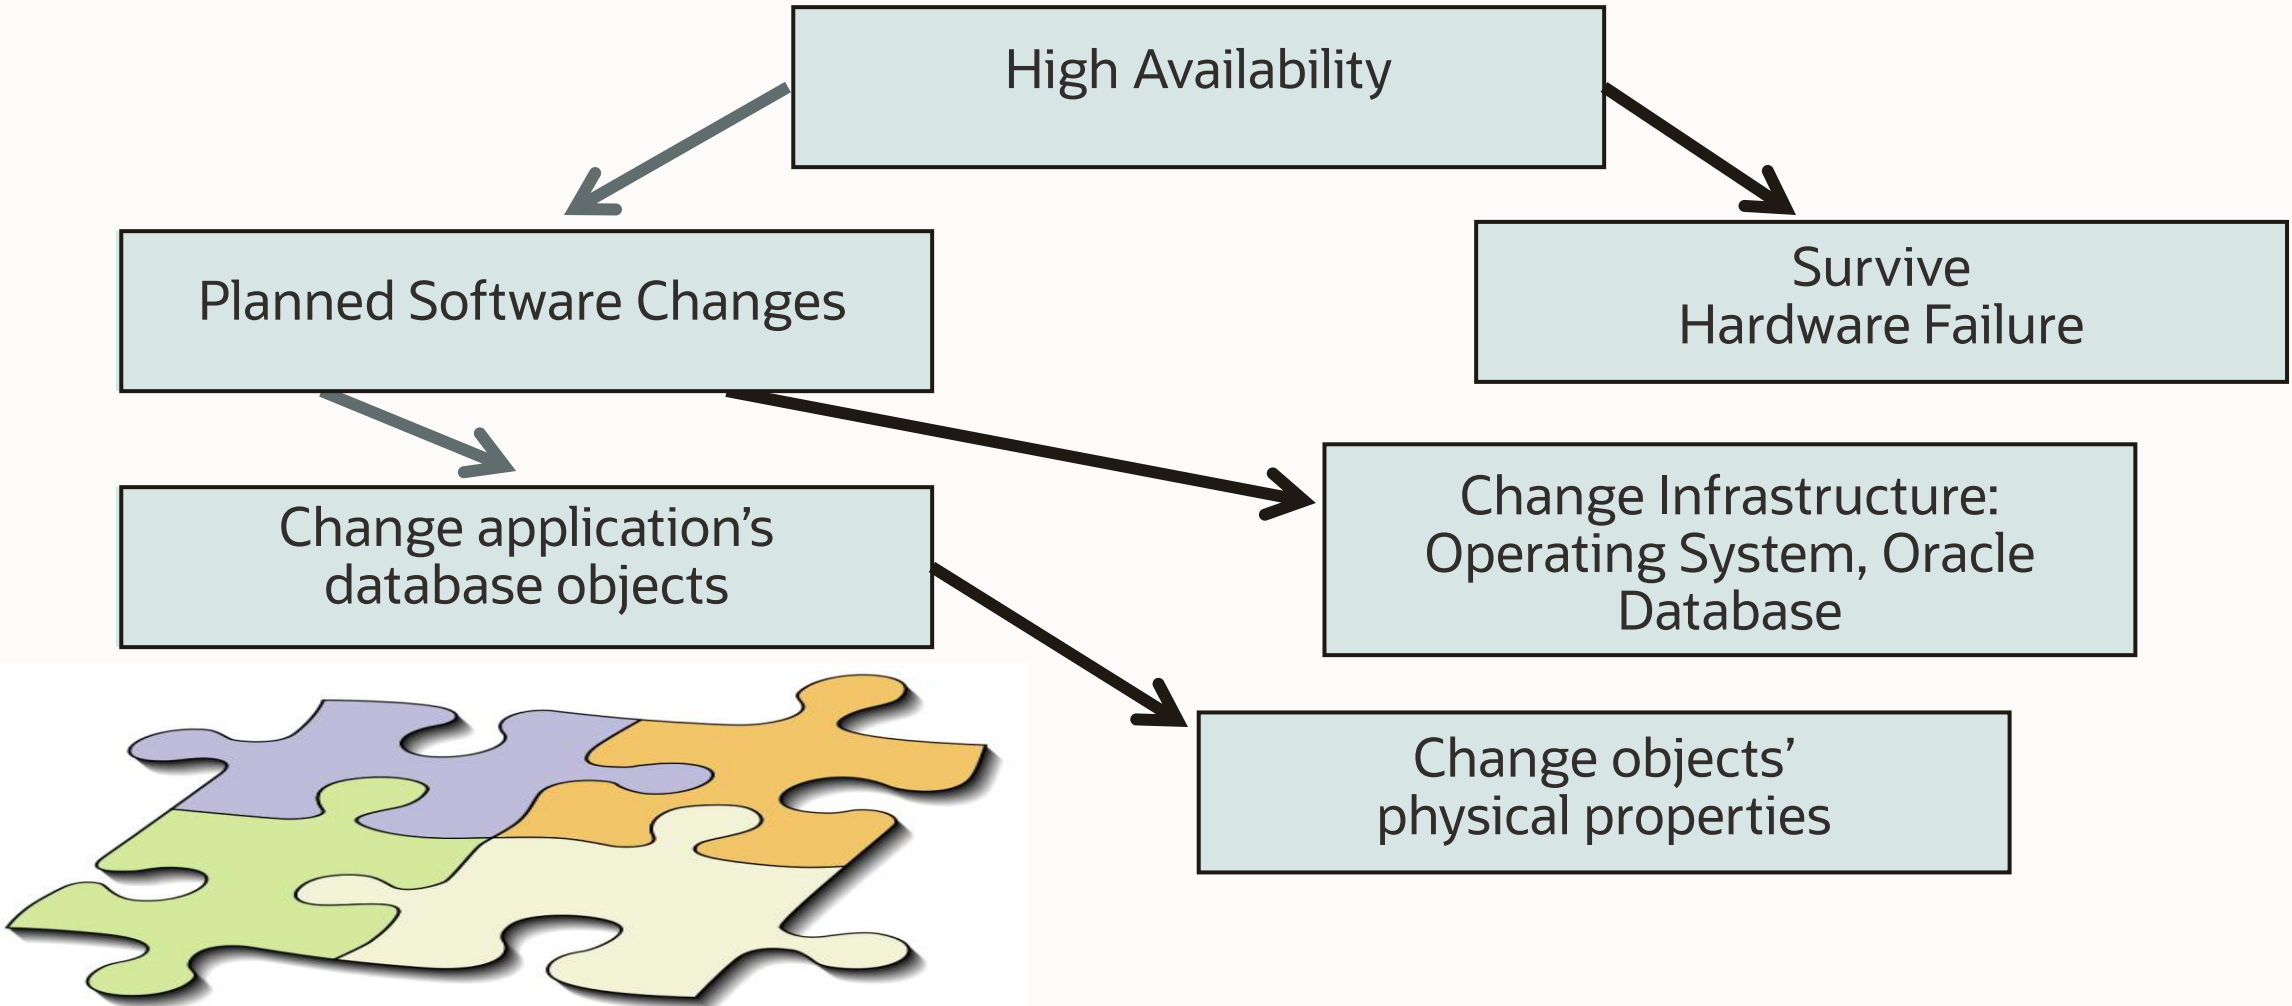 High Availability
Planned Software Changes
Survive
Hardware Failure
Change application’s
database objects
Change Infrastructure:
Operating System, Oracle
Database
Change objects’
physical properties